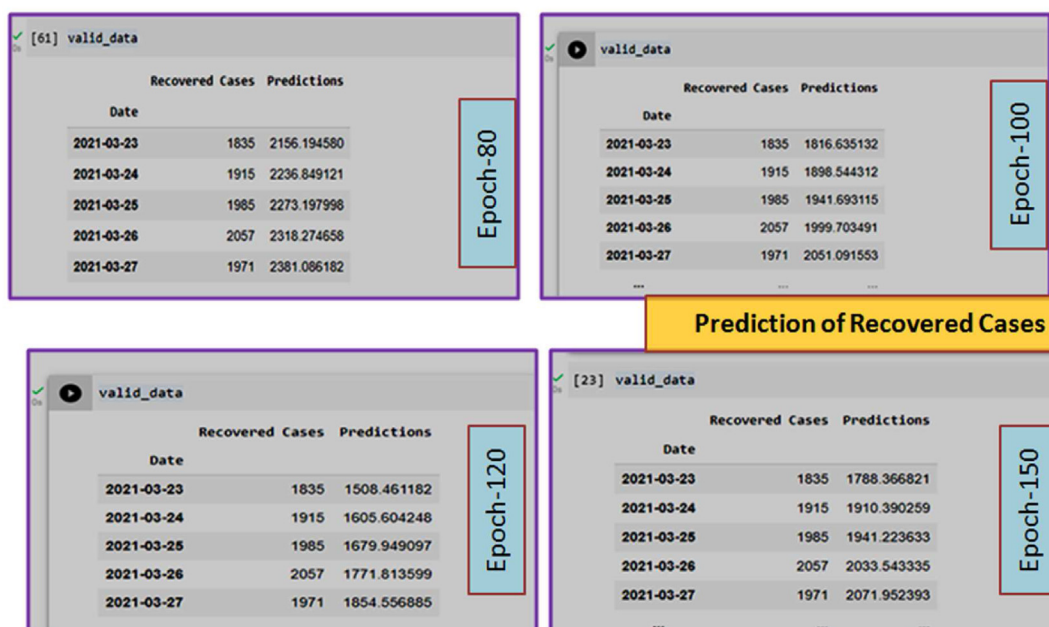 [61] valid_data
Recovered Cases Predictions
Date
2021-03-23 1835 2156.194580
2021-03-24 1915 2236.849121
2021-03-25 1985 2273.197998
2021-03-26 2057 2318.274658
2021-03-27 1971 2381.086182
Epoch-80
0s
valid_data
Recovered Cases Predictions
Date
2021-03-23 1835 1816.635132
2021-03-24 1915 1898.544312
2021-03-25 1985 1941.693115
2021-03-26 2057 1999.703491
2021-03-27 1971 2051.091553
... ... ...
Epoch-100
0s
Prediction of Recovered Cases
valid_data
Recovered Cases Predictions
Date
2021-03-23 1835 1508.461182
2021-03-24 1915 1605.604248
2021-03-25 1985 1679.949097
2021-03-26 2057 1771.813599
2021-03-27 1971 1854.556885
Epoch-120
0s
[23] valid_data
Recovered Cases Predictions
Date
2021-03-23 1835 1788.366821
2021-03-24 1915 1910.390259
2021-03-25 1985 1941.223633
2021-03-26 2057 2033.543335
2021-03-27 1971 2071.952393
... ... ...
Epoch-150
0s